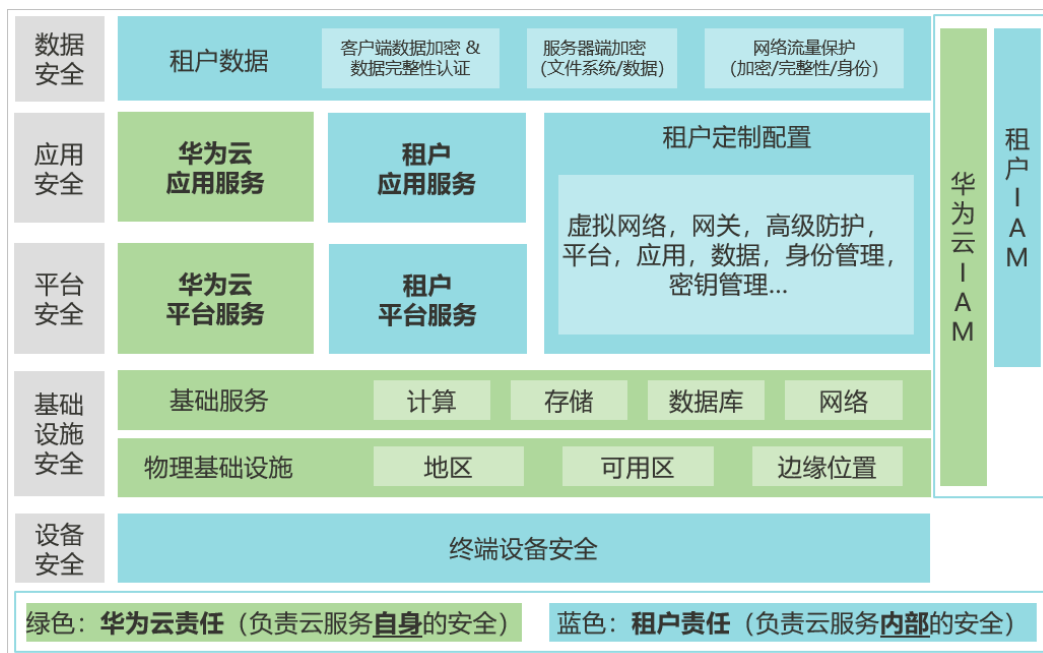 数据
安全
租户数据
客户端数据加密 &
数据完整性认证
服务器端加密
(文件系统/数据)
网络流量保护
(加密/完整性/身份)
应用
安全
华为云
应用服务
租户
应用服务
租户定制配置
虚拟网络，网关，高级防护，
平台，应用，数据，身份管理，
密钥管理...
平台
安全
华为云
平台服务
租户
平台服务
基础
设施
安全
基础服务
计算
存储
数据库
网络
物理基础设施
地区
可用区
边缘位置
设备
安全
终端设备安全
华为云IAM
租户IAM
绿色：华为云责任（负责云服务自身的安全）
蓝色：租户责任（负责云服务内部的安全）